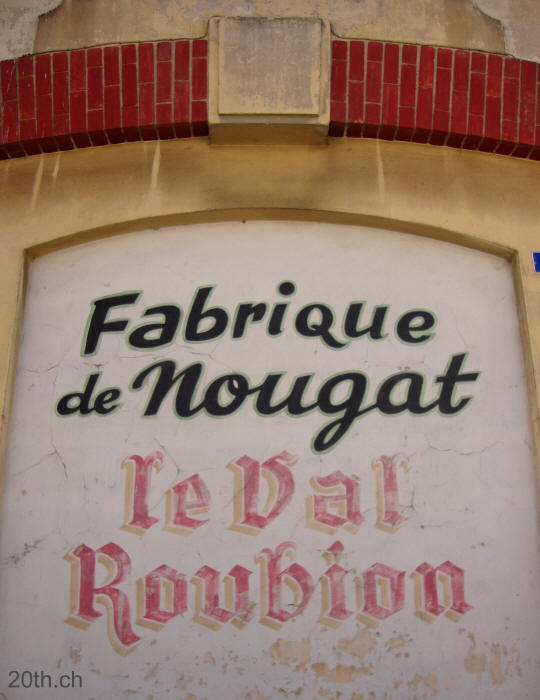 Fabrique
de Nougat
le Val
Roubion
20th.ch